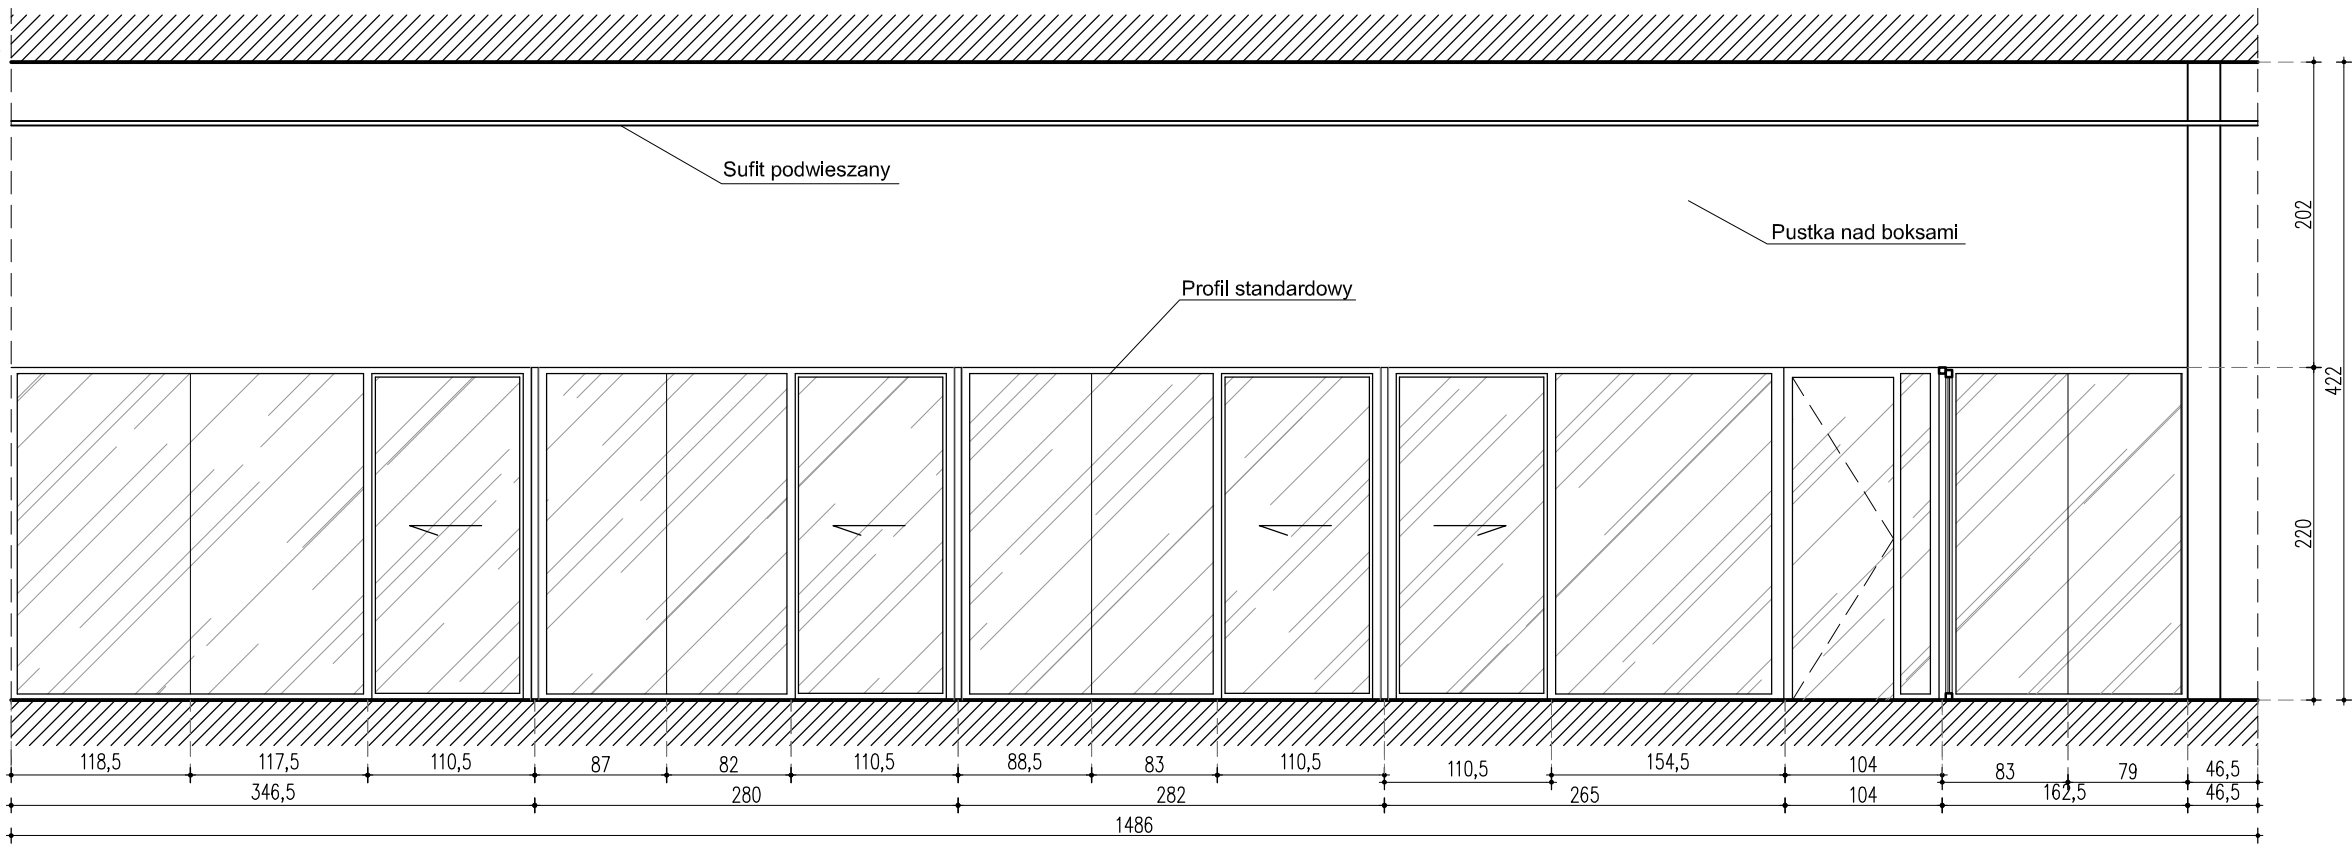 Sufit podwieszany
Pustka nad boksami
Profil standardowy
202
422
220
118,5 117,5 110,5 87 82 110,5 88,5 83 110,5 110,5 154,5 104 83 79 46,5
346,5 280 282 265 104 162,5 46,5
1486